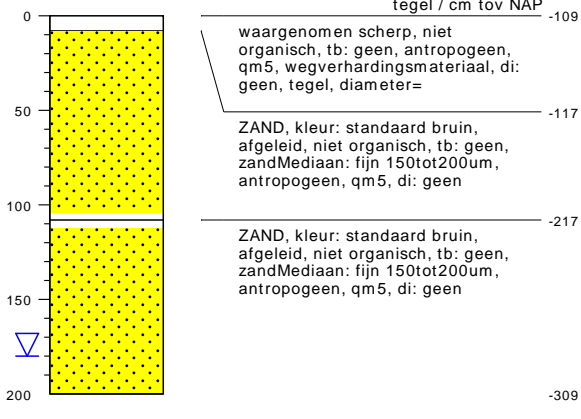 tegel / cm tov NAP
0
-109
waargenomen scherp, niet
organisch, tb: geen, antropogeen,
qm5, wegverhardingsmateriaal, di:
geen, tegel, diameter=
50
-117
ZAND, kleur: standaard bruin,
afgeleid, niet organisch, tb: geen,
zandMediaan: fijn 150tot200um,
antropogeen, qm5, di: geen
100
-217
ZAND, kleur: standaard bruin,
afgeleid, niet organisch, tb: geen,
zandMediaan: fijn 150tot200um,
antropogeen, qm5, di: geen
150
200
-309